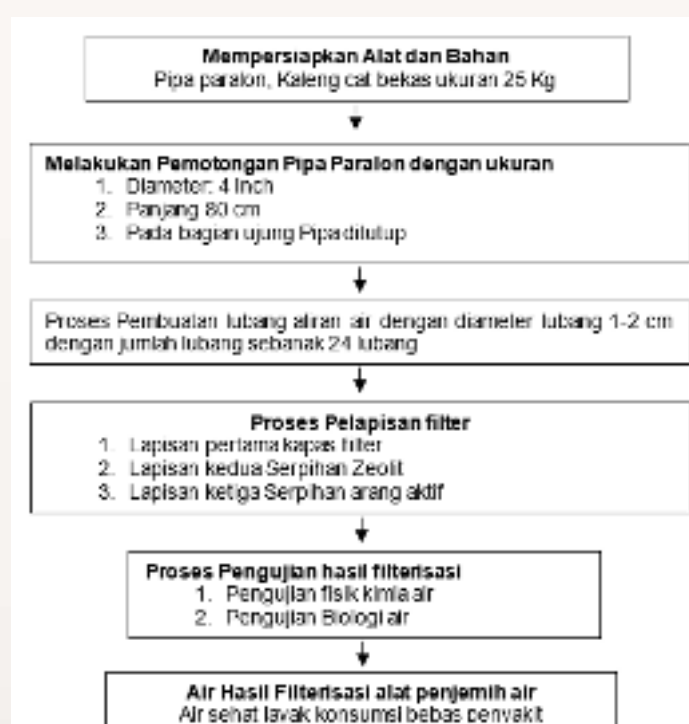 Mempersiapkan Alat dan Bahan
Pipa paralon, Kaleng cat bekas ukuran 25 Kg
Melakukan Pemotongan Pipa Paralon dengan ukuran
1. Diameter: 4 Inch
2. Panjang 80 cm
3. Pada bagian ujung Pipa ditutup
Proses Pembuatan lubang aliran air dengan diameter lubang 1-2 cm
dengan jumlah lubang sebanak 24 lubang
Proses Pelapisan filter
1. Lapisan pertama kapas filter
2. Lapisan kedua Serpihan Zeolit
3. Lapisan ketiga Serpihan arang aktif
Proses Pengujian hasil filterisasi
1. Pengujian fisik kimia air
2. Pengujian Biologi air
Air Hasil Filterisasi alat penjernih air
Air sehat layak konsumsi bebas penyakit